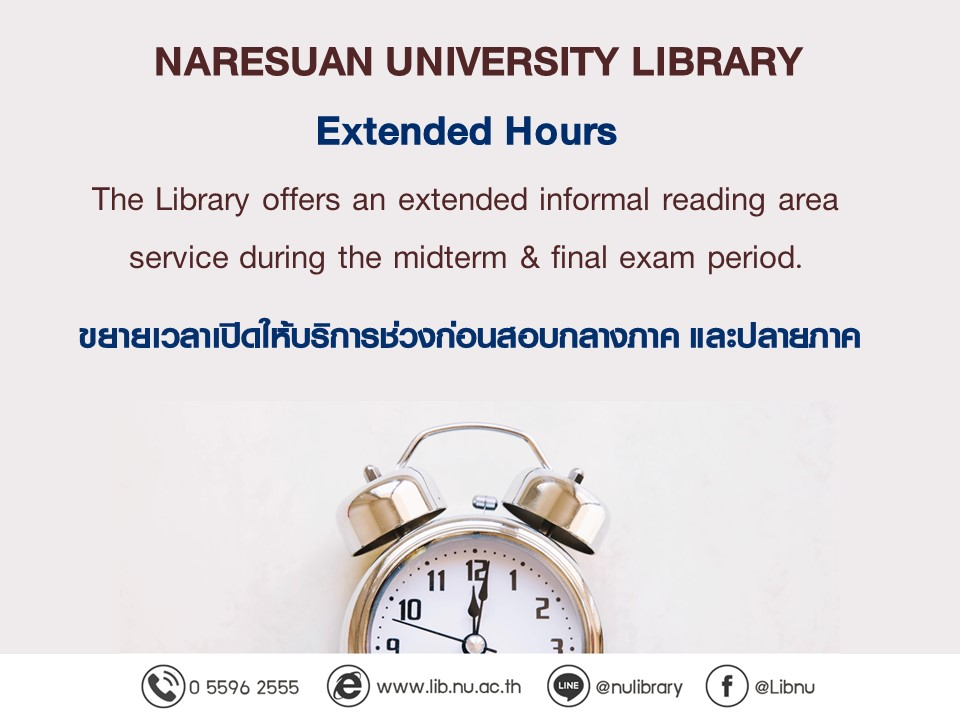 NARESUAN UNIVERSITY LIBRARY
Extended Hours
The Library offers an extended informal reading area
service during the midterm & final exam period.
ขยายเวลาเปิดให้บริการช่วงก่อนสอบกลางภาค และปลายภาค
11 12 1
10 2
9 3
0 5596 2555 www.lib.nu.ac.th LINE @nulibrary f @Libnu